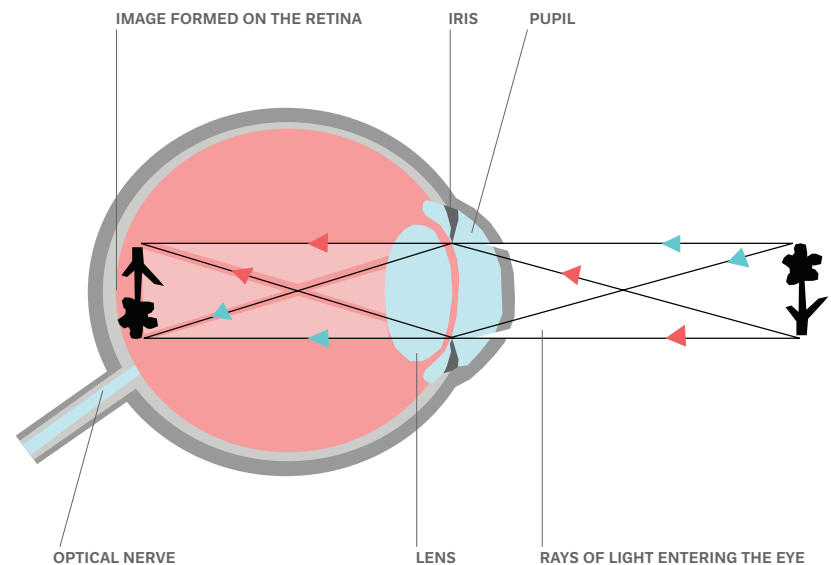 IMAGE FORMED ON THE RETINA
IRIS
PUPIL
OPTICAL NERVE
LENS
RAYS OF LIGHT ENTERING THE EYE